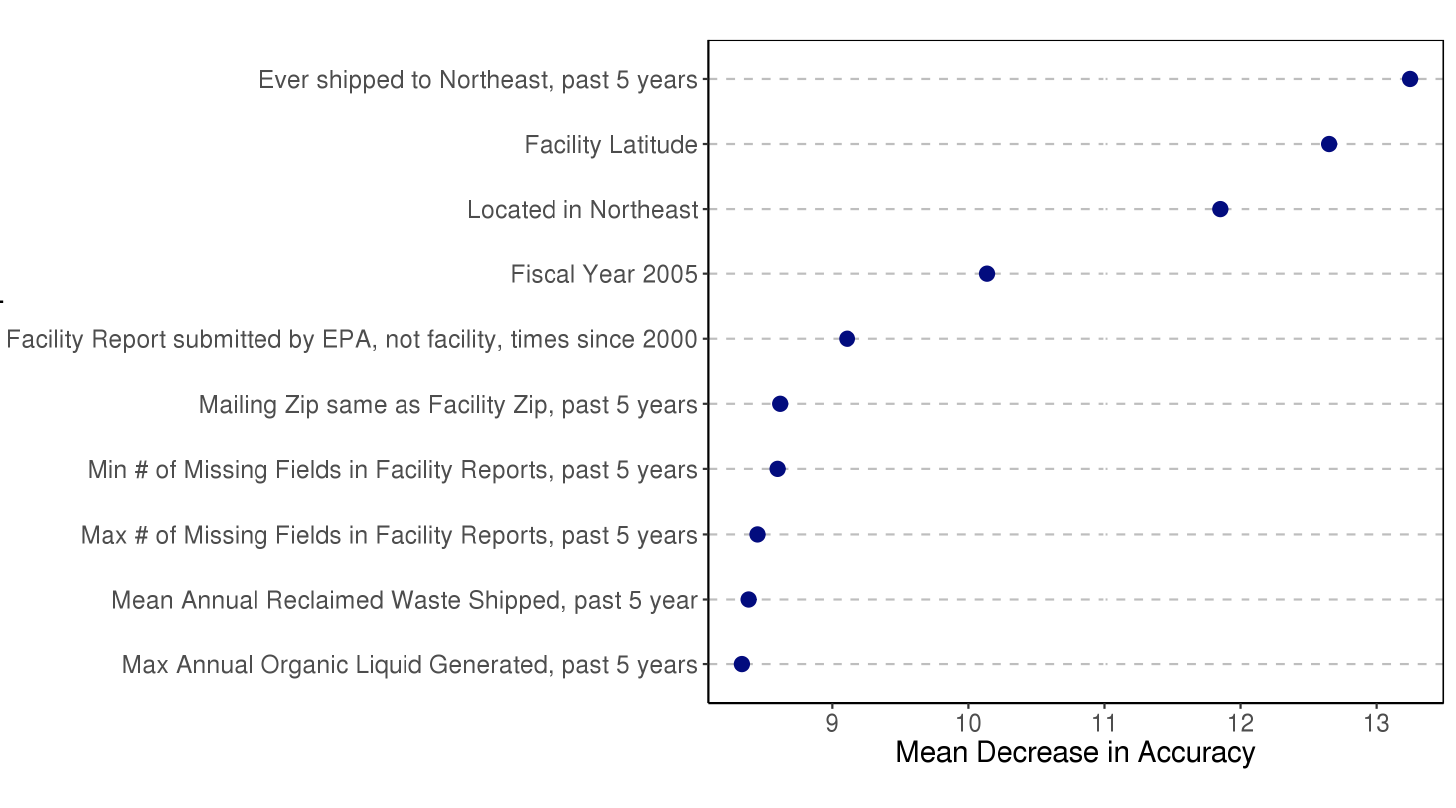 Ever shipped to Northeast, past 5 years
Facility Latitude
Located in Northeast
Fiscal Year 2005
Facility Report submitted by EPA, not facility, times since 2000
Mailing Zip same as Facility Zip, past 5 years
Min # of Missing Fields in Facility Reports, past 5 years
Max # of Missing Fields in Facility Reports, past 5 years
Mean Annual Reclaimed Waste Shipped, past 5 year
Max Annual Organic Liquid Generated, past 5 years
9 10 11 12 13
Mean Decrease in Accuracy